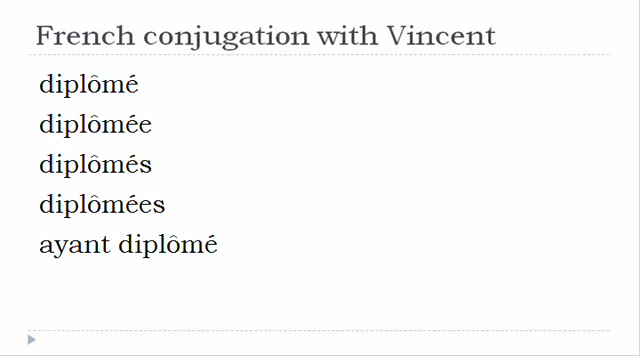 French conjugation with Vincent
diplômé
diplômée
diplômés
diplômées
ayant diplômé